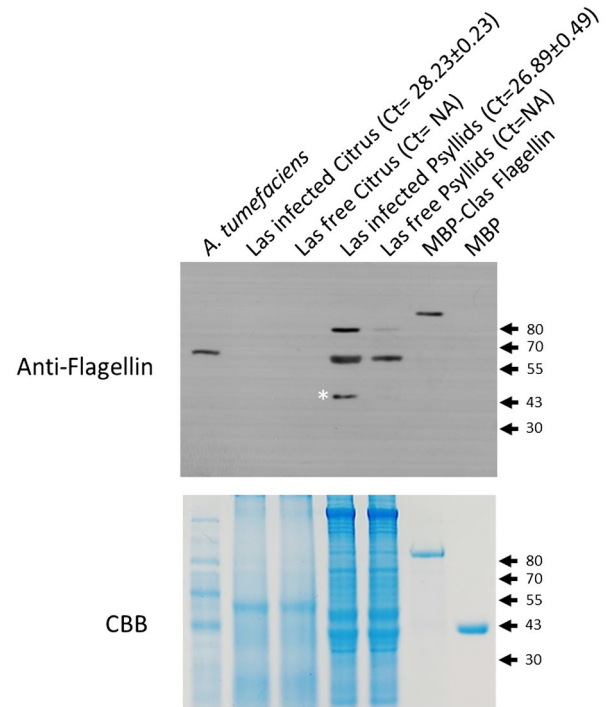 A. tumefaciens
Las infected Citrus (Ct= 28.23±0.23)
Las free Citrus (Ct= NA)
Las infected Psyllids (Ct=26.89±0.49)
Las free Psyllids (Ct=NA)
MBP-Clas Flagellin
MBP
Anti-Flagellin
80
70
55
*
43
30
CBB
80
70
55
43
30